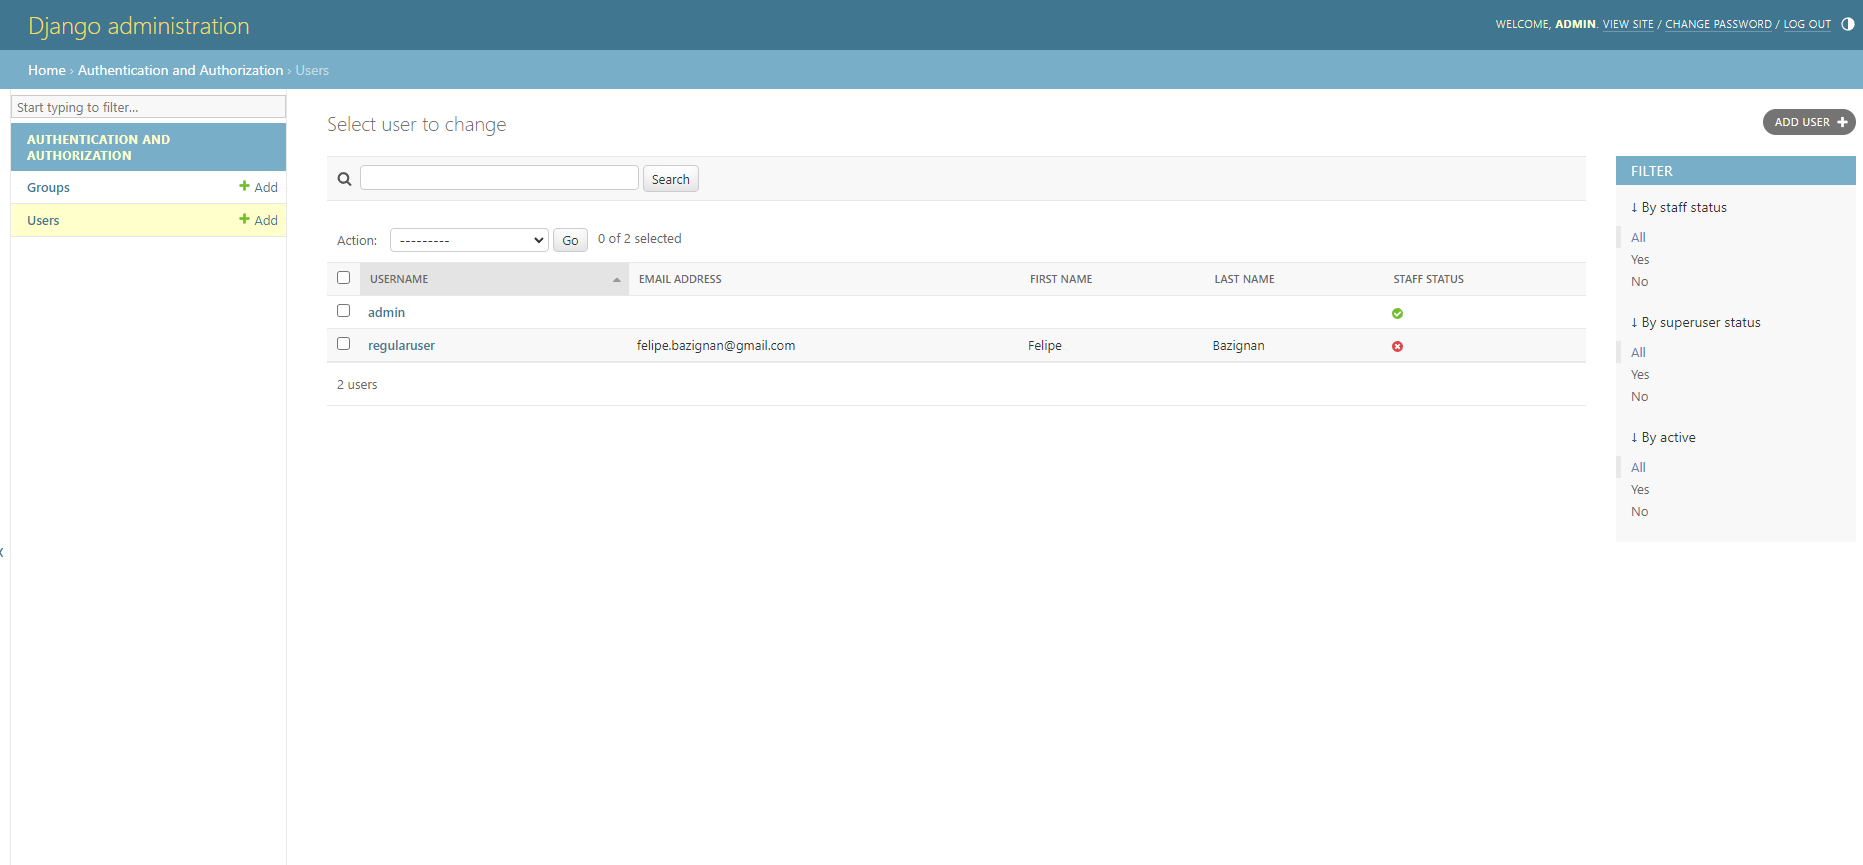 Django administration
WELCOME, ADMIN. VIEW SITE / CHANGE PASSWORD / LOG OUT
Home › Authentication and Authorization › Users
Start typing to filter...
AUTHENTICATION AND
AUTHORIZATION
Groups
Add
Users
Add
Select user to change
ADD USER
Search
Action:
---------
Go
0 of 2 selected
USERNAME
EMAIL ADDRESS
FIRST NAME
LAST NAME
STAFF STATUS
admin
regularuser
felipe.bazignan@gmail.com
Felipe
Bazignan
2 users
FILTER
↓ By staff status
All
Yes
No
↓ By superuser status
All
Yes
No
↓ By active
All
Yes
No